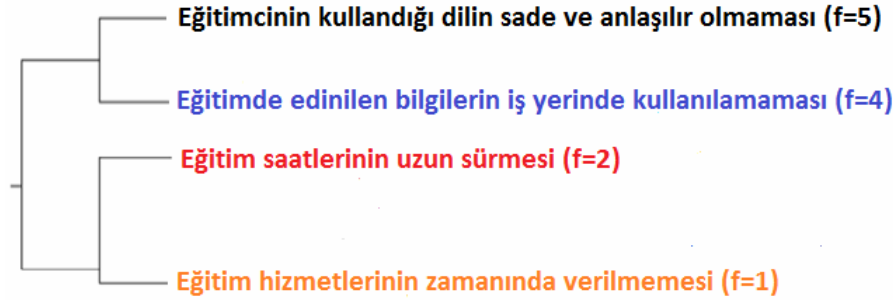 Eğitimcinin kullandığı dilin sade ve anlaşılır olmaması (f=5)
Eğitimde edinilen bilgilerin iş yerinde kullanılamaması (f=4)
Eğitim saatlerinin uzun sürmesi (f=2)
Eğitim hizmetlerinin zamanında verilmemesi (f=1)